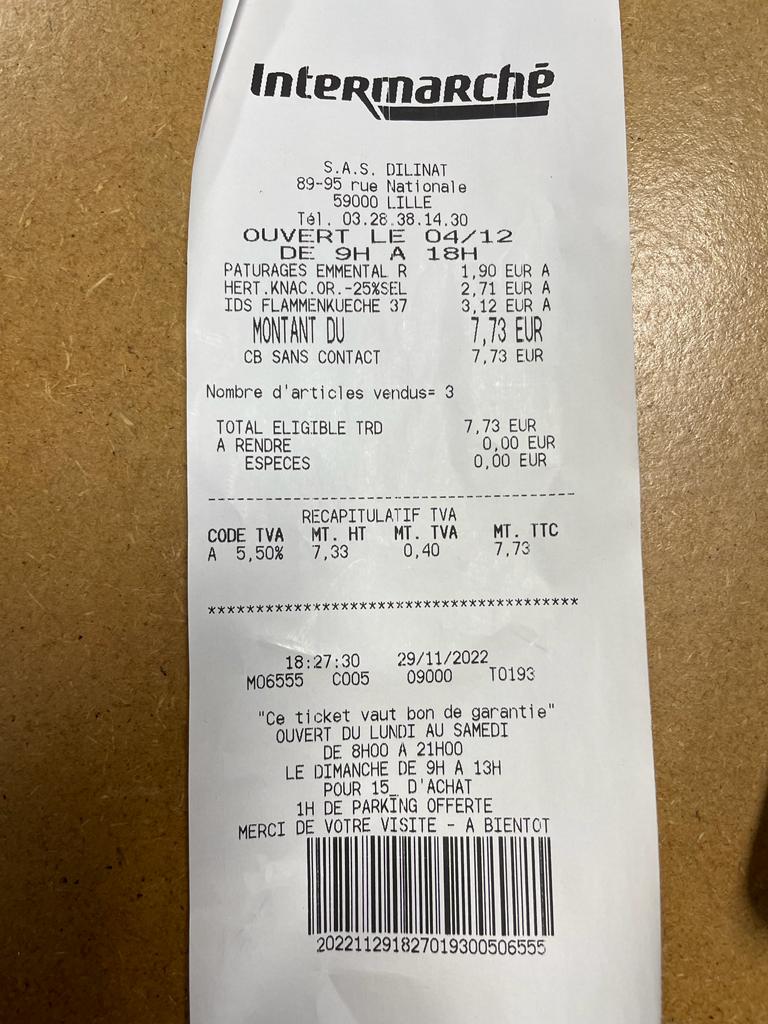 Intermarché
S.A.S. DILINAT
89-95 rue Nationale
59000 LILLE
Tél. 03.28.38.14.30
OUVERT LE 04/12
DE 9H A 18H
PATURAGES EMMENTAL R 1,90 EUR A
HERT.KNAC.OR.-25%SEL 2,71 EUR A
IDS FLAMMENKUECHE 37 3,12 EUR A
MONTANT DU 7,73 EUR
CB SANS CONTACT 7,73 EUR
Nombre d'articles vendus= 3
TOTAL ELIGIBLE TRD 7,73 EUR
A RENDRE 0,00 EUR
ESPECES 0,00 EUR
------------------------------------------
RECAPITULATIF TVA
CODE TVA MT. HT MT. TVA MT. TTC
A 5,50% 7,33 0,40 7,73
******************************************
18:27:30 29/11/2022
M06555 C005 09000 T0193
"Ce ticket vaut bon de garantie"
OUVERT DU LUNDI AU SAMEDI
DE 8H00 A 21H00
LE DIMANCHE DE 9H A 13H
POUR 15_ D'ACHAT
1H DE PARKING OFFERTE
MERCI DE VOTRE VISITE - A BIENTOT
202211291827019300506555